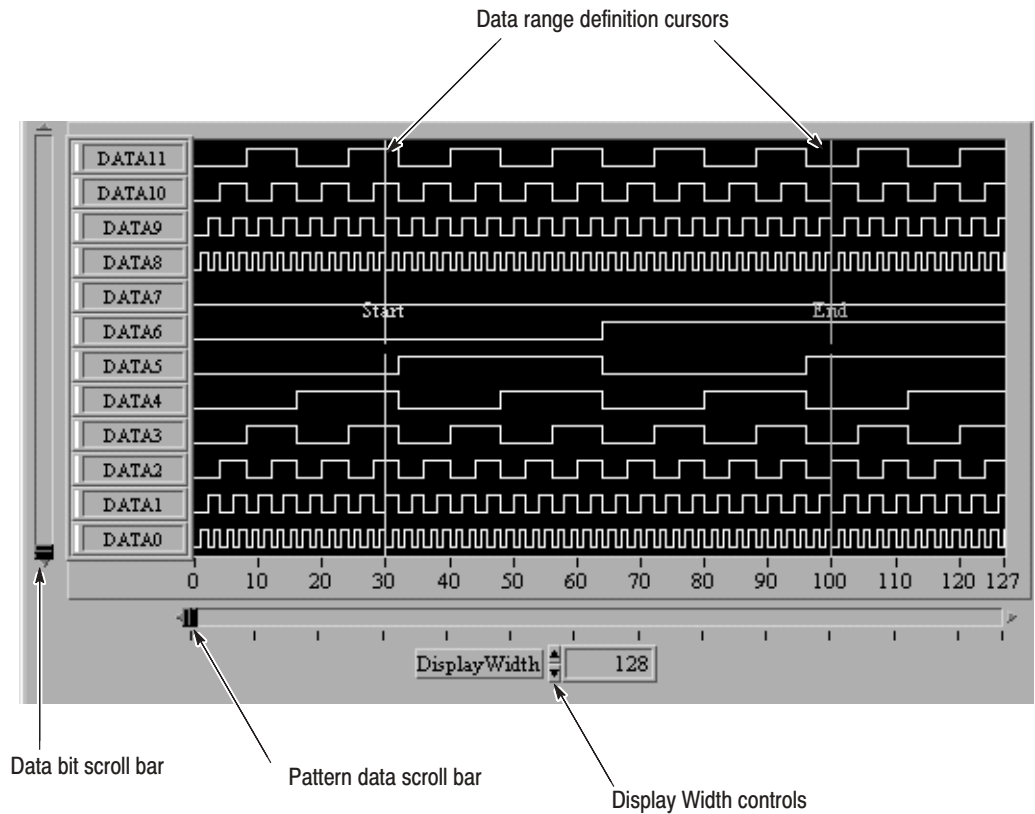 Data range definition cursors
DATA11
DATA10
DATA9
DATA8
DATA7
Start
End
DATA6
DATA5
DATA4
DATA3
DATA2
DATA1
DATA0
0 10 20 30 40 50 60 70 80 90 100 110 120 127
DisplayWidth 128
Data bit scroll bar
Pattern data scroll bar
Display Width controls